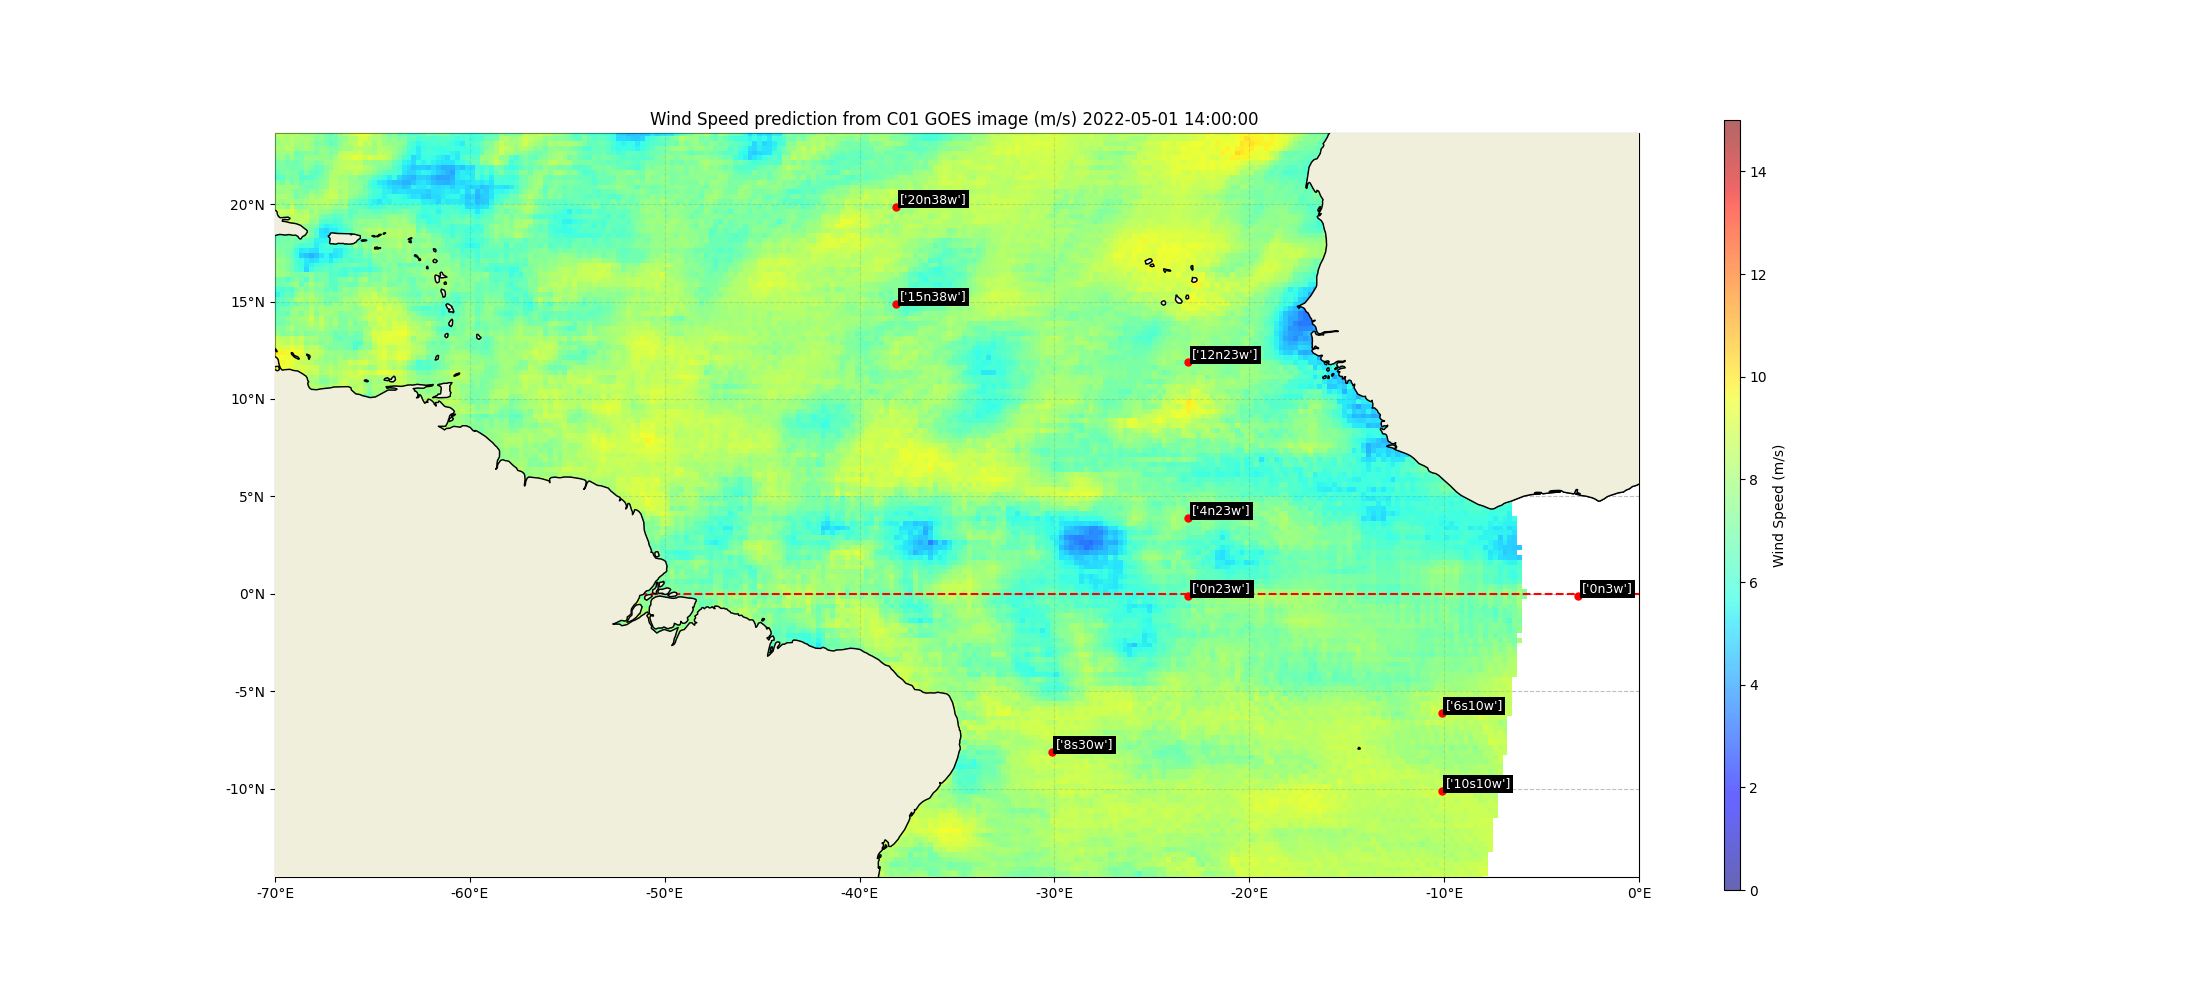 Wind Speed prediction from C01 GOES image (m/s) 2022-05-01 14:00:00
20°N
15°N
10°N
5°N
0°N
-5°N
-10°N
['20n38w']
['15n38w']
['12n23w']
['4n23w']
['0n23w']
['0n3w']
['6s10w']
['8s30w']
['10s10w']
-70°E
-60°E
-50°E
-40°E
-30°E
-20°E
-10°E
0°E
14
12
10
8
6
4
2
0
Wind Speed (m/s)